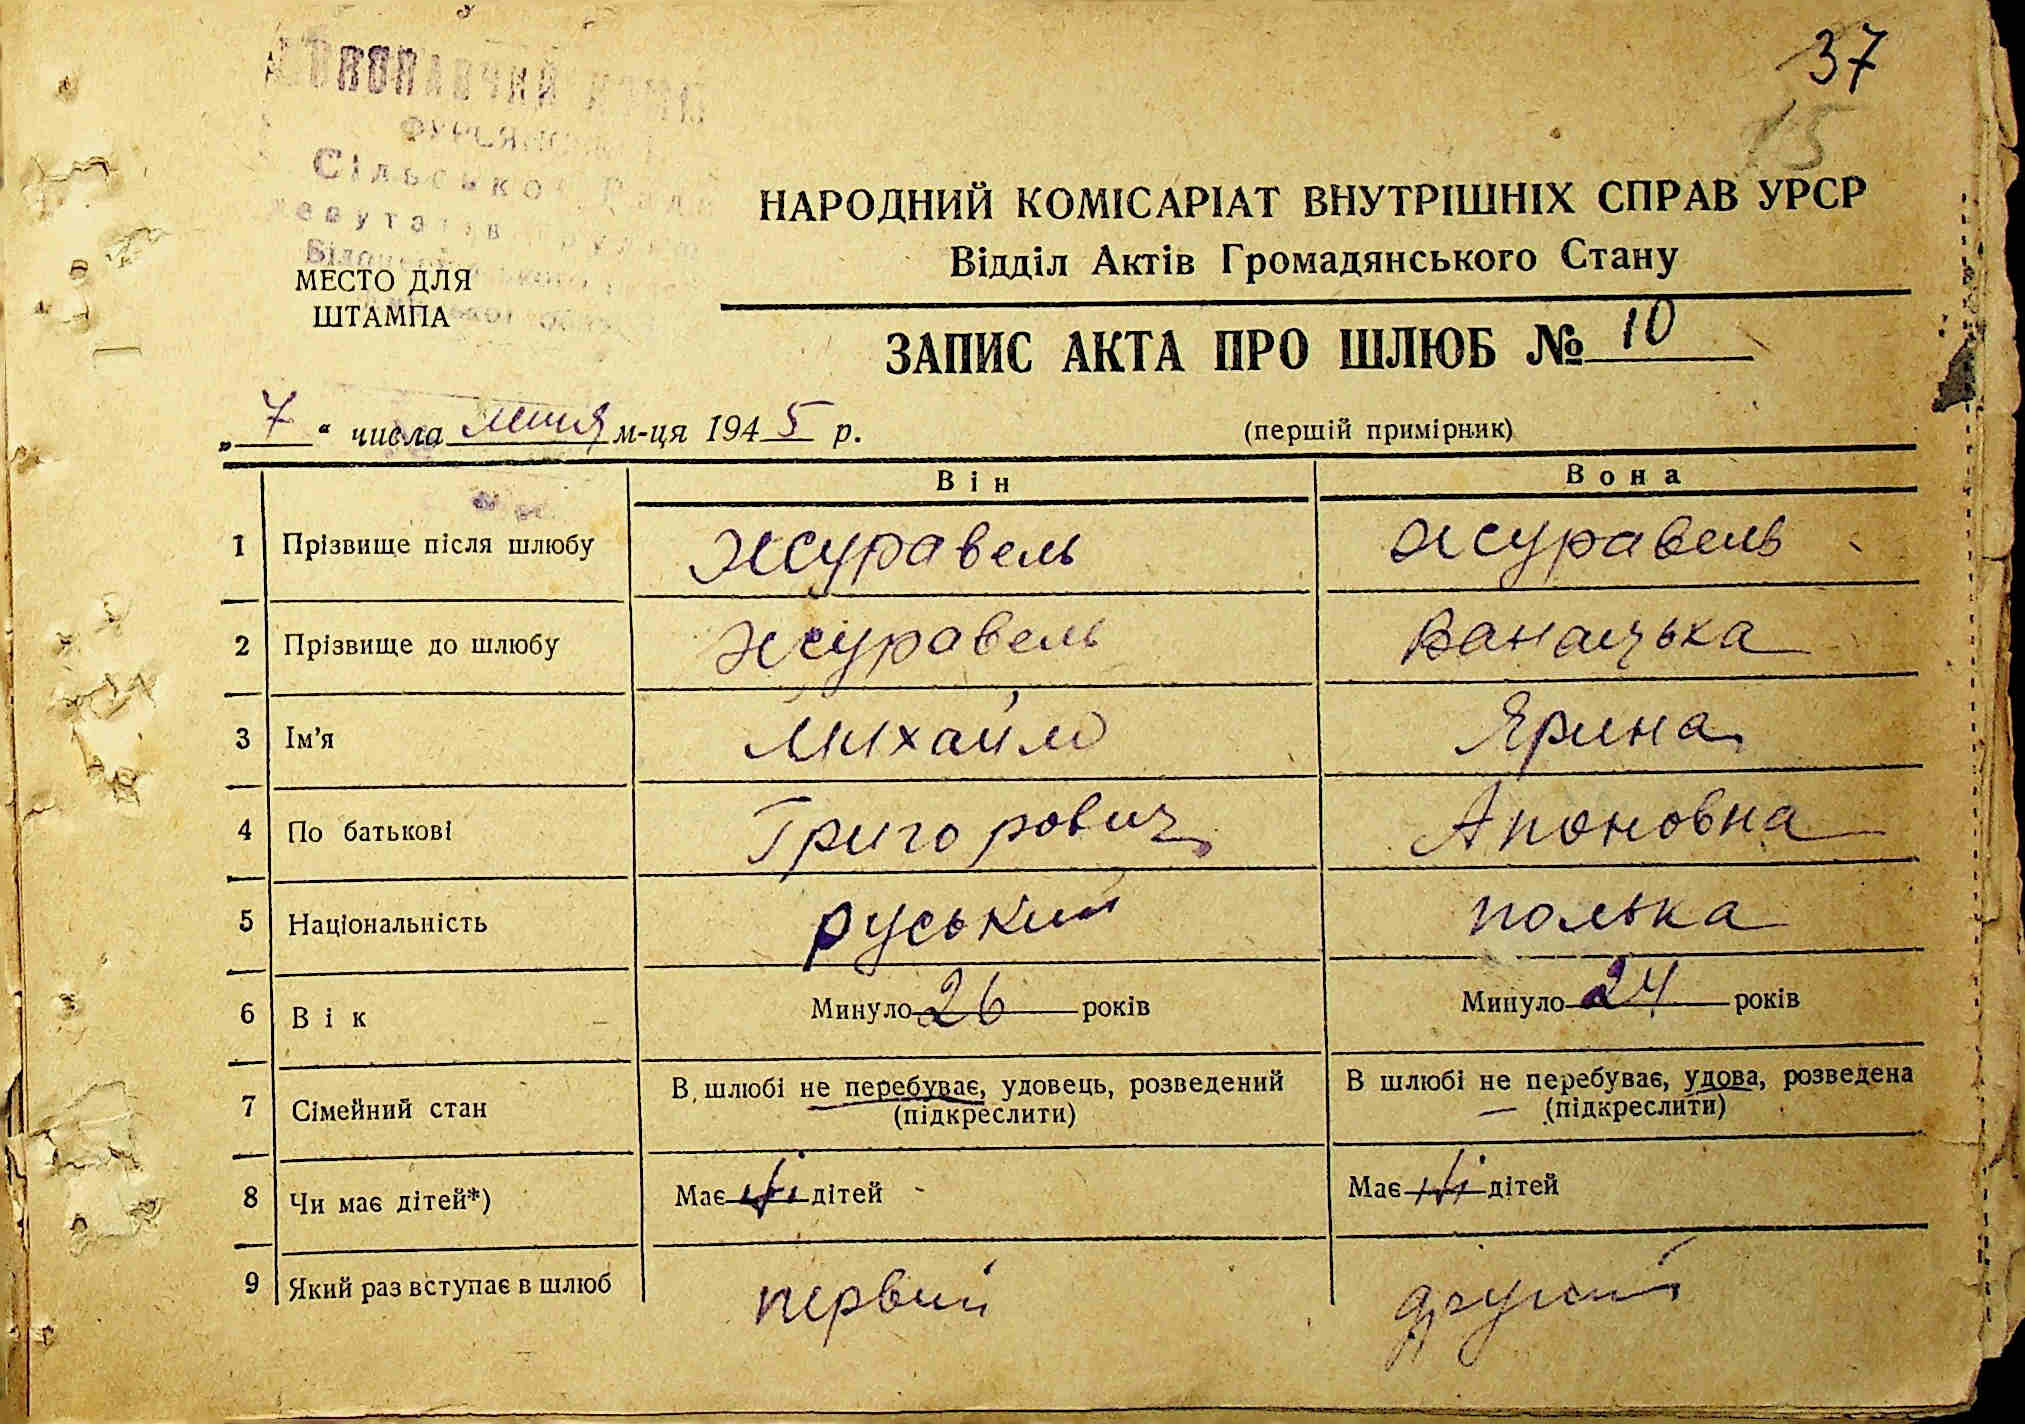 37
15
Сільсько Рад
НАРОДНИЙ КОМІСАРІАТ ВНУТРІШНІХ СПРАВ УРСР
Відділ Актів Громадянського Стану
МЕСТО ДЛЯ
ШТАМПА
ЗАПИС АКТА ПРО ШЛЮБ № 10
„7“ числа липня м-ця 1945 р. (першій примірник)
Він Вона
1 Прізвище після шлюбу Журавель Журавель
2 Прізвище до шлюбу Журавель Ванацька
3 Ім'я Михайло Ярина
4 По батькові Григорович Апоновна
5 Національність руський полька
6 Вік Минуло 26 років Минуло 24 років
7 Сімейний стан В шлюбі не перебуває, удовець, розведений В шлюбі не перебуває, удова, розведена
(підкреслити) (підкреслити)
8 Чи має дітей*) Має ні дітей Має ні дітей
9 Який раз вступає в шлюб первий другий